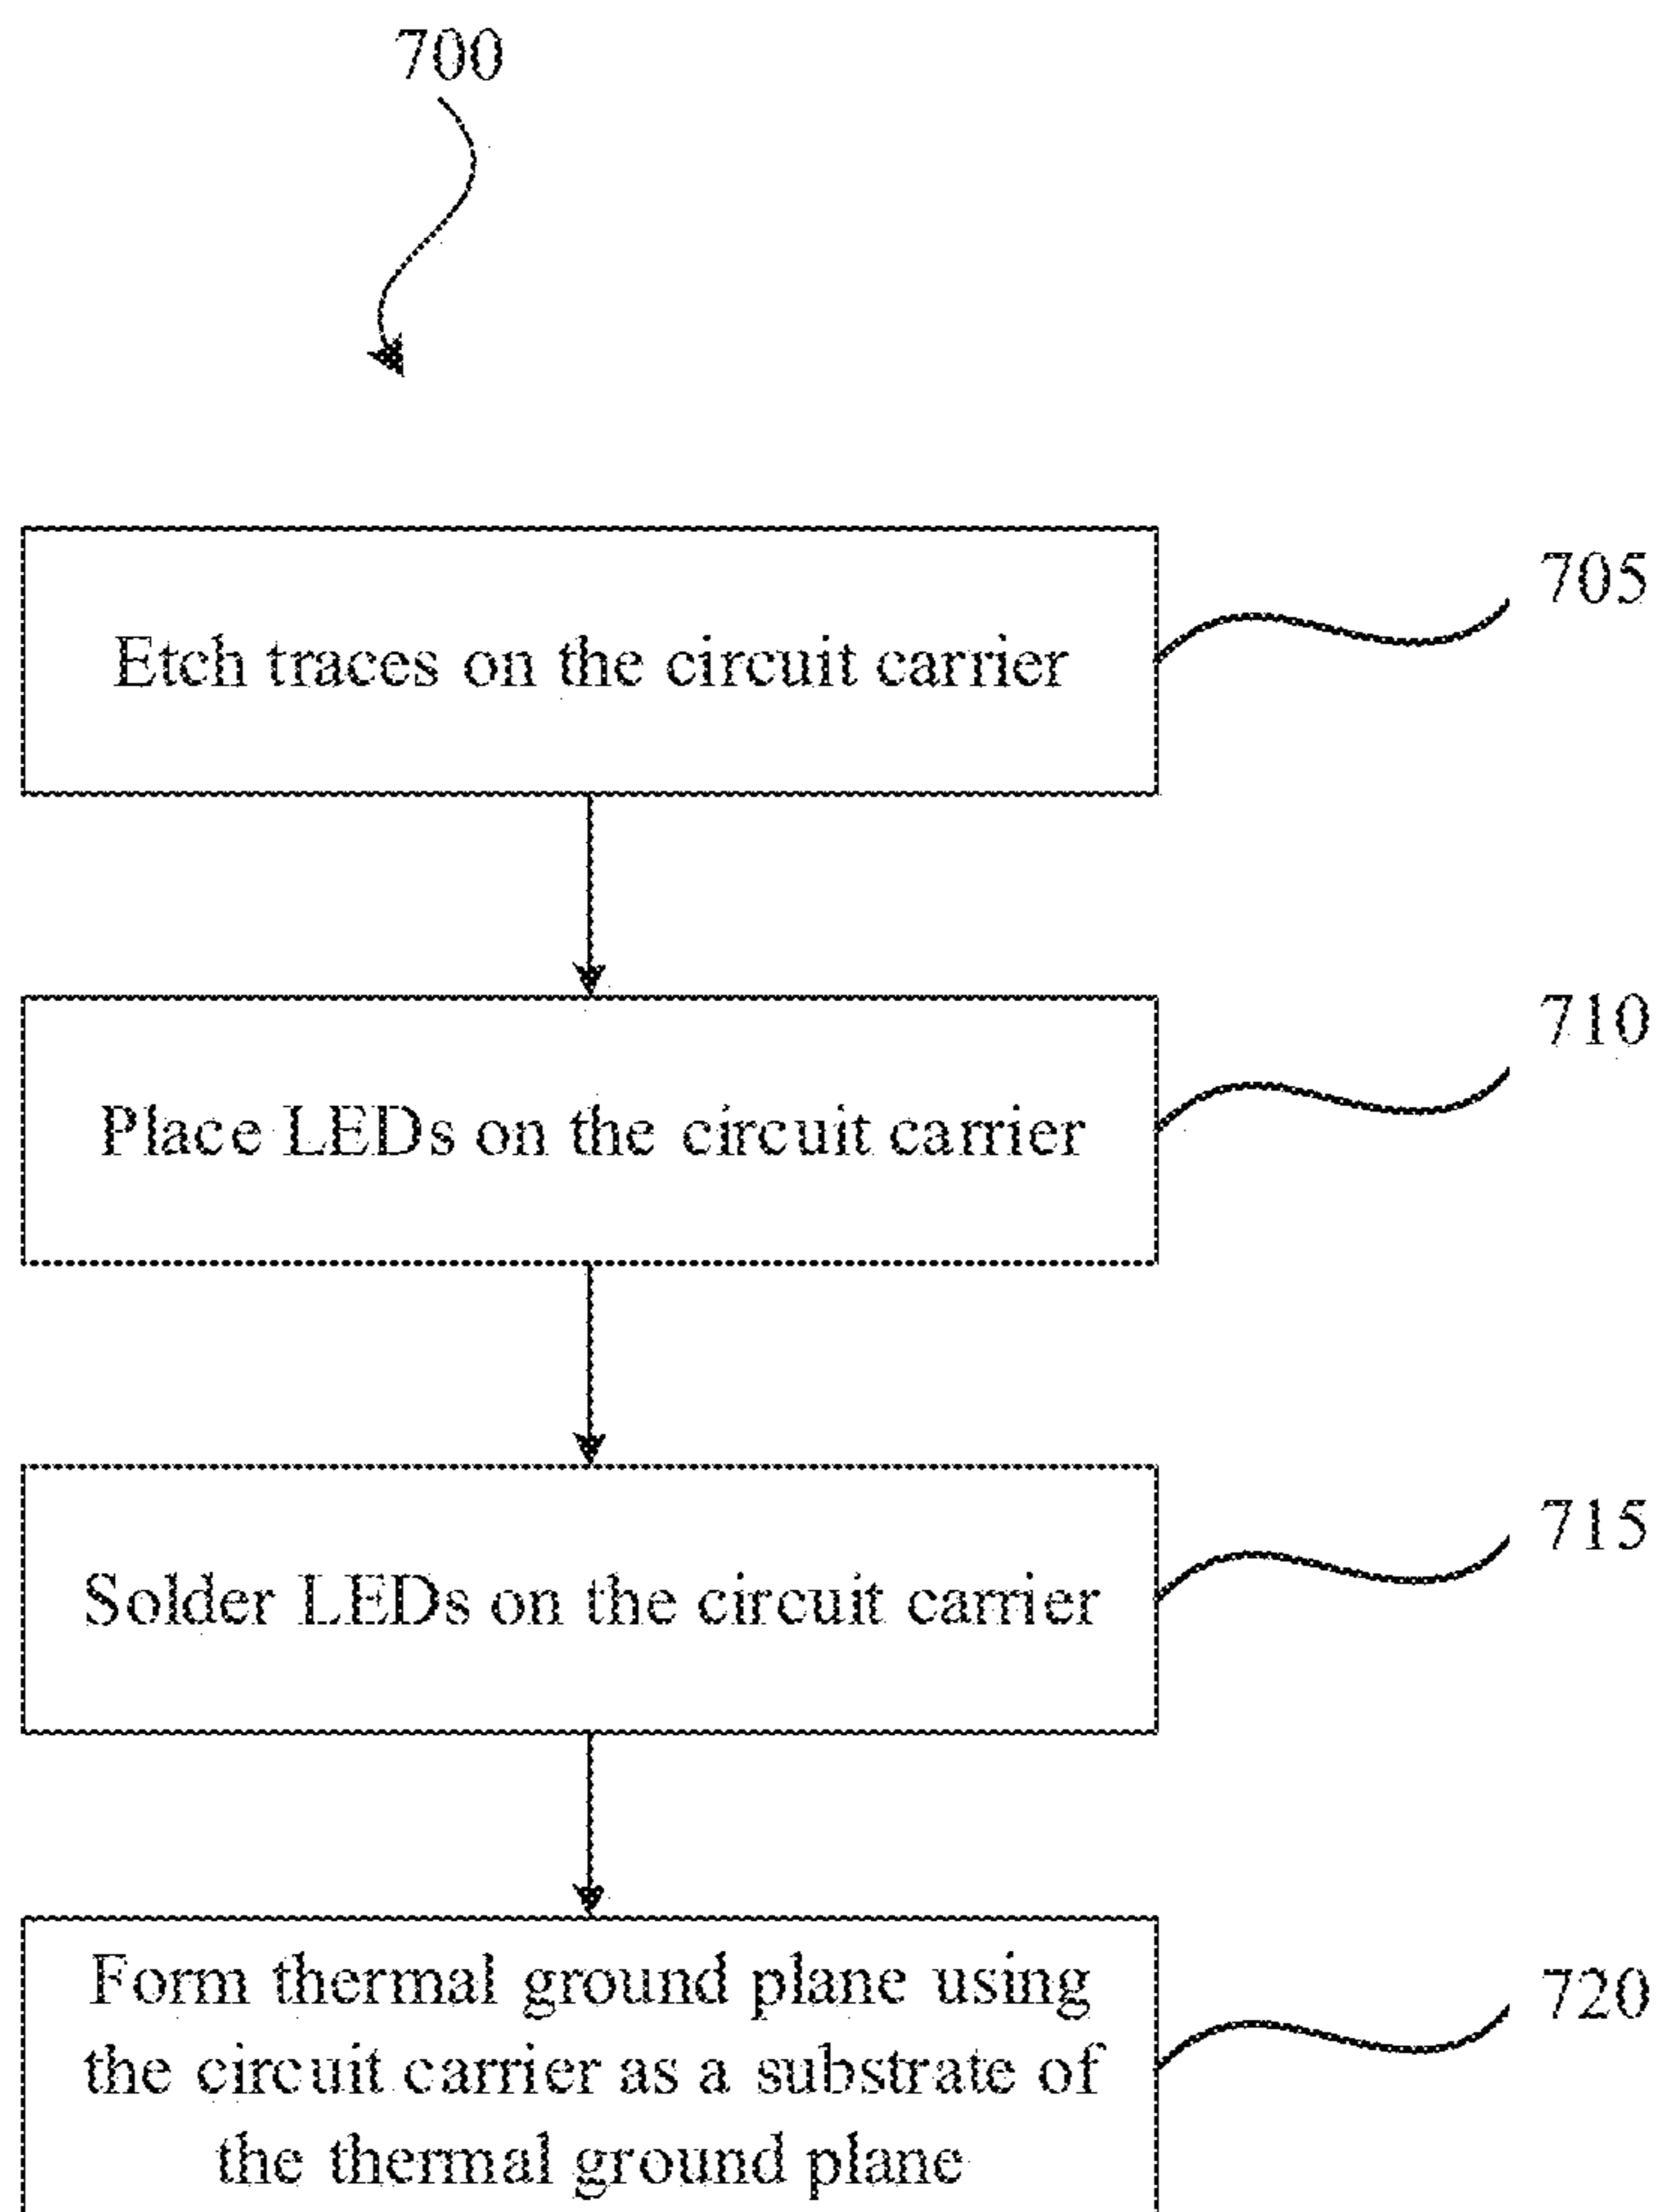 700
Etch traces on the circuit carrier
705
Place LEDs on the circuit carrier
710
Solder LEDs on the circuit carrier
715
Form thermal ground plane using
the circuit carrier as a substrate of
the thermal ground plane
720